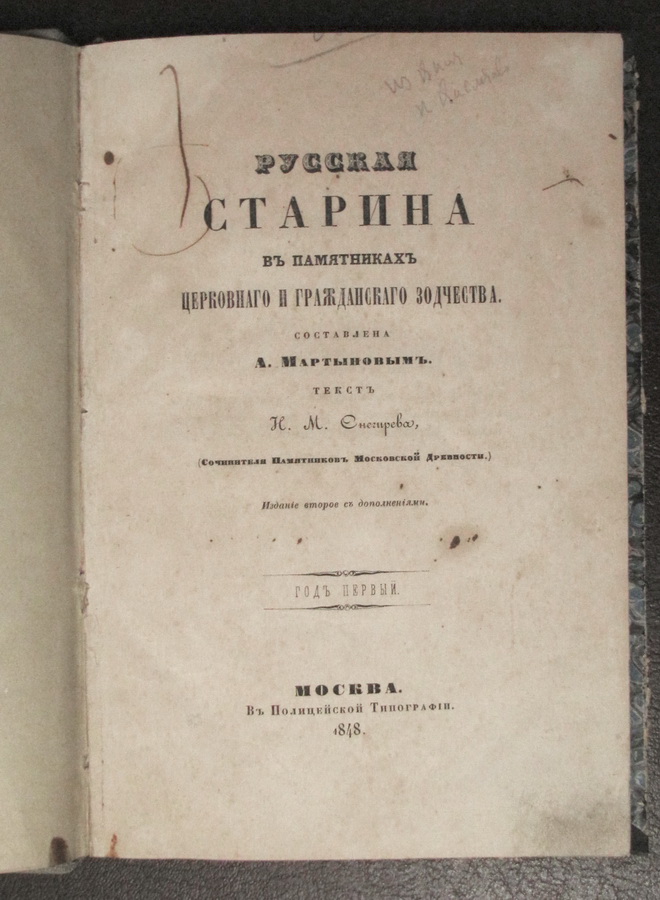 РУССКАЯ
СТАРИНА
ВЪ ПАМЯТНИКАХЪ
ЦЕРКОВНАГО И ГРАЖДАНСКАГО ЗОДЧЕСТВА.
СОСТАВЛЕНА
А. МАРТЫНОВЫМЪ.
ТЕКСТЪ
И. М. Снегирева,
(Сочинителя Памятниковъ Московской Древности.)
Изданіе второе съ дополненіями.
ГОДЪ ПЕРВЫЙ.
МОСКВА.
Въ Полицейской Типографіи.
1848.